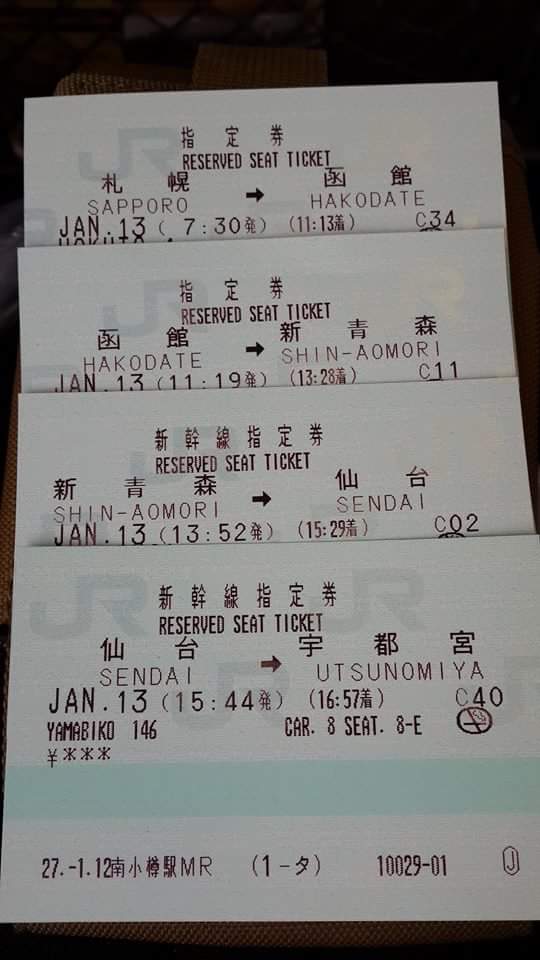 指定券
RESERVED SEAT TICKET
札幌 ➡ 函館
SAPPORO HAKODATE
JAN.13 ( 7:30発) (11:13着) C34
指定券
RESERVED SEAT TICKET
函館 ➡ 新青森
HAKODATE SHIN-AOMORI
JAN.13 (11:19発) (13:28着) C11
新幹線指定券
RESERVED SEAT TICKET
新青森 ➡ 仙台
SHIN-AOMORI SENDAI
JAN.13 (13:52発) (15:29着) C02
新幹線指定券
RESERVED SEAT TICKET
仙台 ➡ 宇都宮
SENDAI UTSUNOMIYA
JAN.13 (15:44発) (16:57着) C40
YAMABIKO 146 CAR. 8 SEAT. 8-E
¥***
27.-1.12南小樽駅MR (1-タ) 10029-01 J